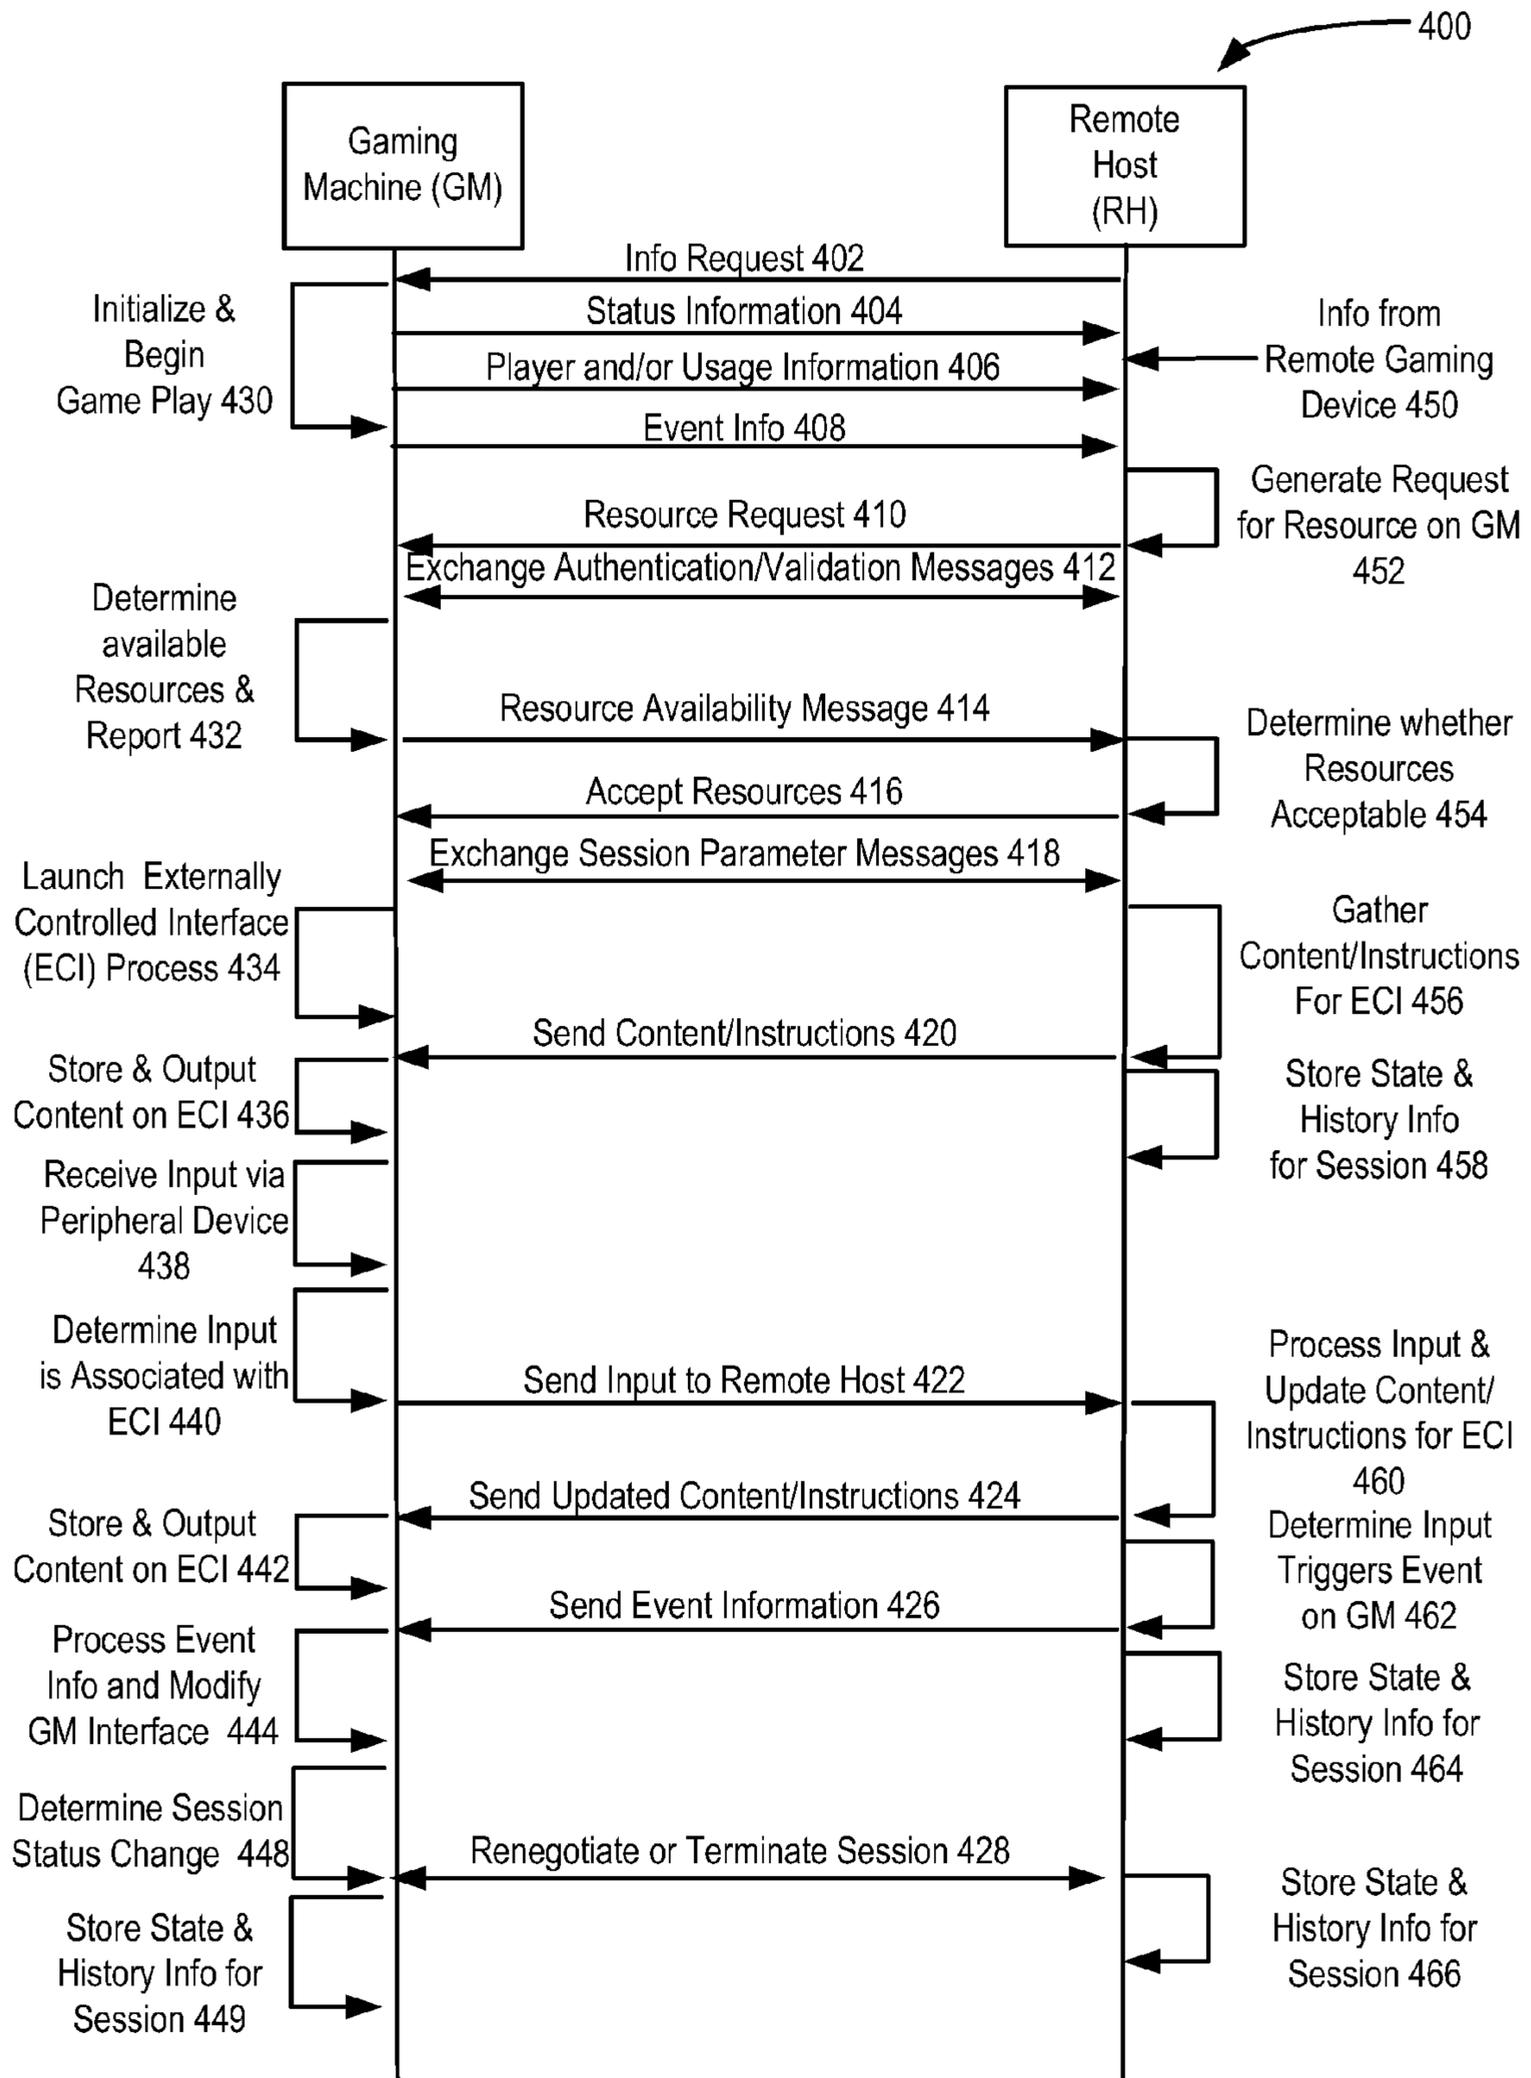 400
Gaming
Machine (GM)
Remote
Host
(RH)
Info Request 402
Initialize &
Begin
Game Play 430
Status Information 404
Info from
Remote Gaming
Device 450
Player and/or Usage Information 406
Event Info 408
Generate Request
for Resource on GM
452
Resource Request 410
Exchange Authentication/Validation Messages 412
Determine
available
Resources &
Report 432
Resource Availability Message 414
Determine whether
Resources
Acceptable 454
Accept Resources 416
Exchange Session Parameter Messages 418
Launch Externally
Controlled Interface
(ECI) Process 434
Gather
Content/Instructions
For ECI 456
Send Content/Instructions 420
Store & Output
Content on ECI 436
Store State &
History Info
for Session 458
Receive Input via
Peripheral Device
438
Determine Input
is Associated with
ECI 440
Send Input to Remote Host 422
Process Input &
Update Content/
Instructions for ECI
460
Send Updated Content/Instructions 424
Store & Output
Content on ECI 442
Determine Input
Triggers Event
on GM 462
Send Event Information 426
Process Event
Info and Modify
GM Interface 444
Store State &
History Info for
Session 464
Determine Session
Status Change 448
Renegotiate or Terminate Session 428
Store State &
History Info for
Session 466
Store State &
History Info for
Session 449